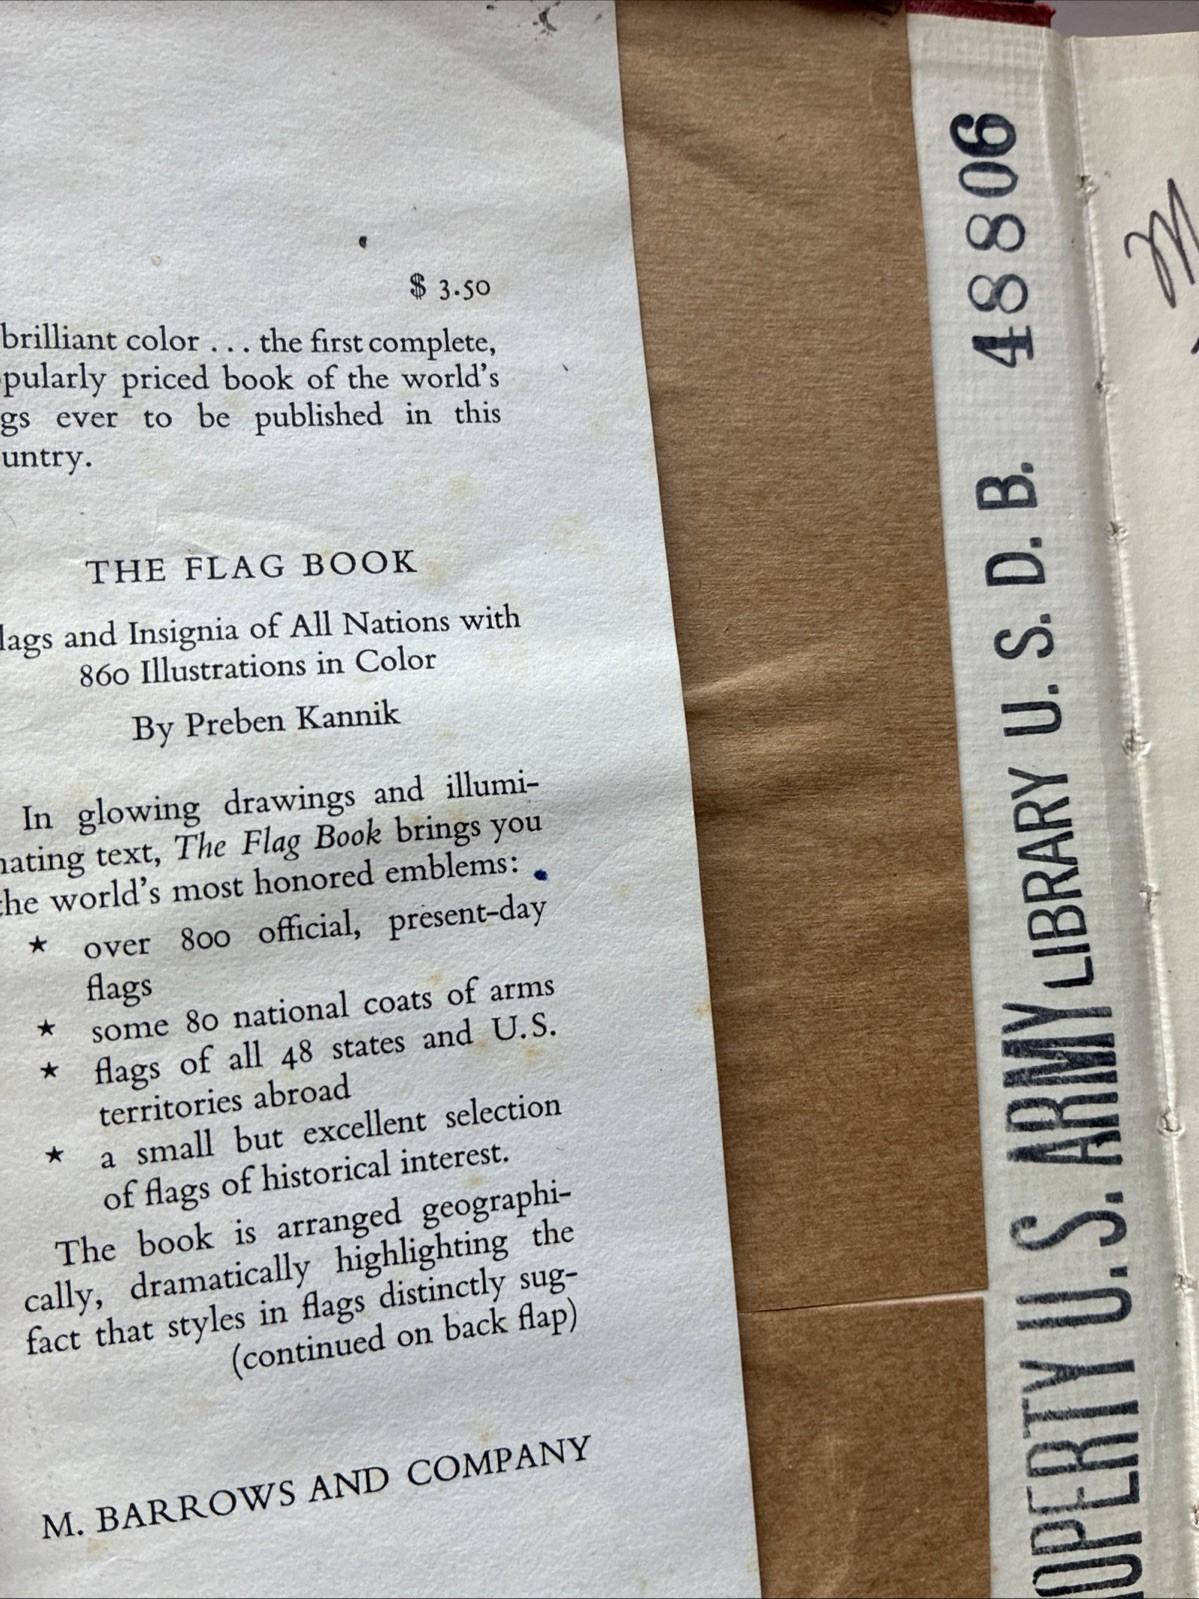 $ 3.50
brilliant color . . . the first complete,
pularly priced book of the world's
gs ever to be published in this
untry.
THE FLAG BOOK
lags and Insignia of All Nations with
860 Illustrations in Color
By Preben Kannik
In glowing drawings and illumi-
nating text, The Flag Book brings you
the world's most honored emblems:
★ over 800 official, present-day
flags
★ some 80 national coats of arms
★ flags of all 48 states and U.S.
territories abroad
★ a small but excellent selection
of flags of historical interest.
The book is arranged geographi-
cally, dramatically highlighting the
fact that styles in flags distinctly sug-
(continued on back flap)
M. BARROWS AND COMPANY
OPERTY U. S. ARMY LIBRARY U. S. D. B. 48806
M